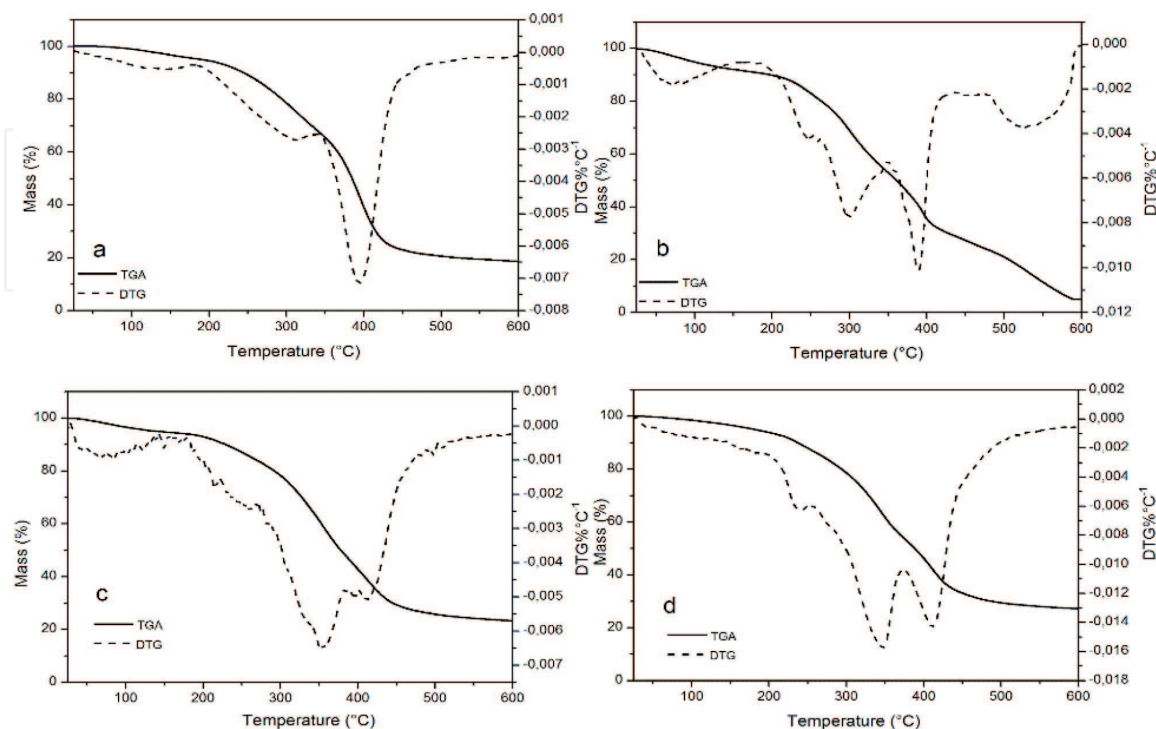 0,001
0,000
-0,001
-0,002
-0,003
-0,004
-0,005
-0,006
-0,007
-0,008
DTG%°C-1
100
80
60
40
20
0
Mass (%)
a
TGA
DTG
100 200 300 400 500 600
Temperature (°C)
0,000
-0,002
-0,004
-0,006
-0,008
-0,010
-0,012
DTG%°C-1
100
80
60
40
20
0
Mass (%)
b
TGA
DTG
100 200 300 400 500 600
Temperature (°C)
0,001
0,000
-0,001
-0,002
-0,003
-0,004
-0,005
-0,006
-0,007
DTG%°C-1
100
80
60
40
20
0
Mass (%)
c
TGA
DTG
100 200 300 400 500 600
Temperature (°C)
0,002
0,000
-0,002
-0,004
-0,006
-0,008
-0,010
-0,012
-0,014
-0,016
-0,018
DTG%°C-1
100
80
60
40
20
0
Mass (%)
d
TGA
DTG
100 200 300 400 500 600
Temperature (°C)